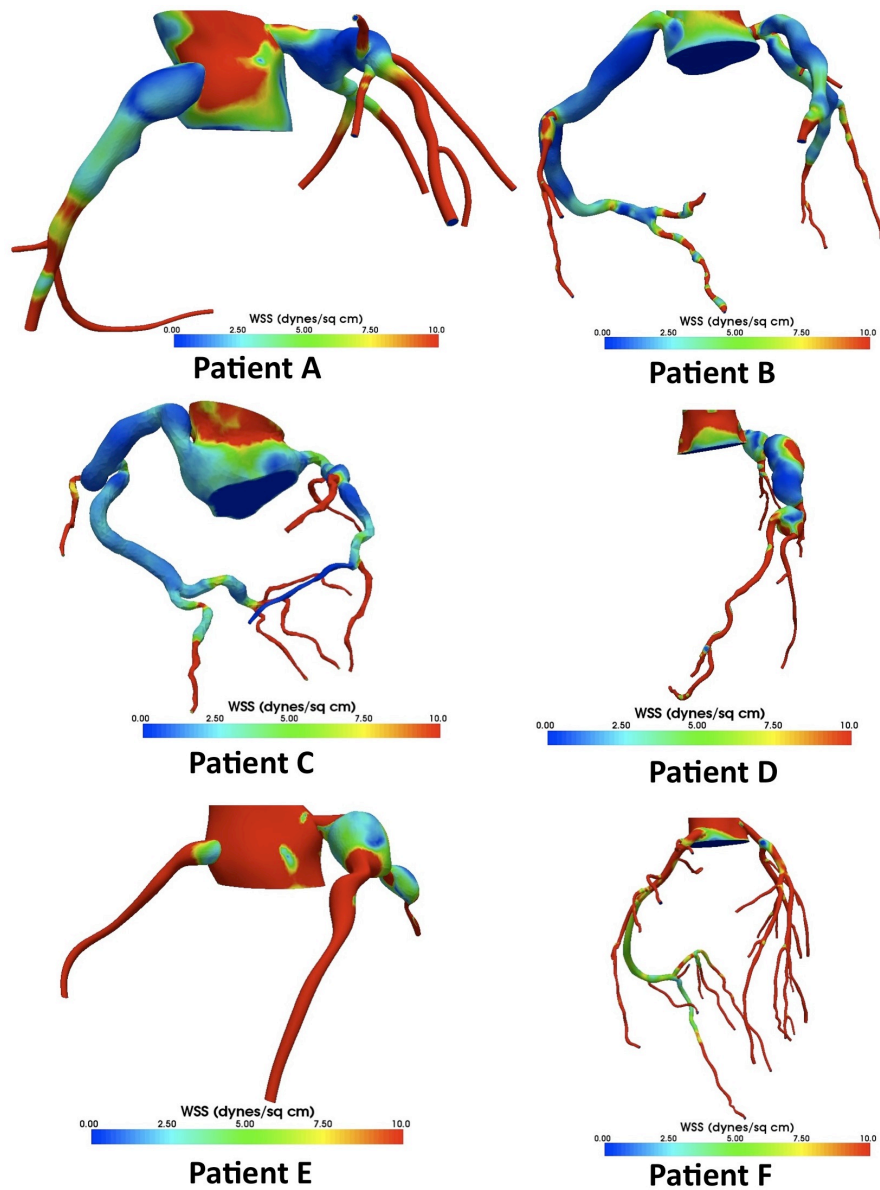 WSS (dynes/sq cm)
0.00 2.50 5.00 7.50 10.0
Patient A
WSS (dynes/sq cm)
0.00 2.50 5.00 7.50 10.0
Patient B
WSS (dynes/sq cm)
0.00 2.50 5.00 7.50 10.0
Patient C
WSS (dynes/sq cm)
0.00 2.50 5.00 7.50 10.0
Patient D
WSS (dynes/sq cm)
0.00 2.50 5.00 7.50 10.0
Patient E
WSS (dynes/sq cm)
0.00 2.50 5.00 7.50 10.0
Patient F